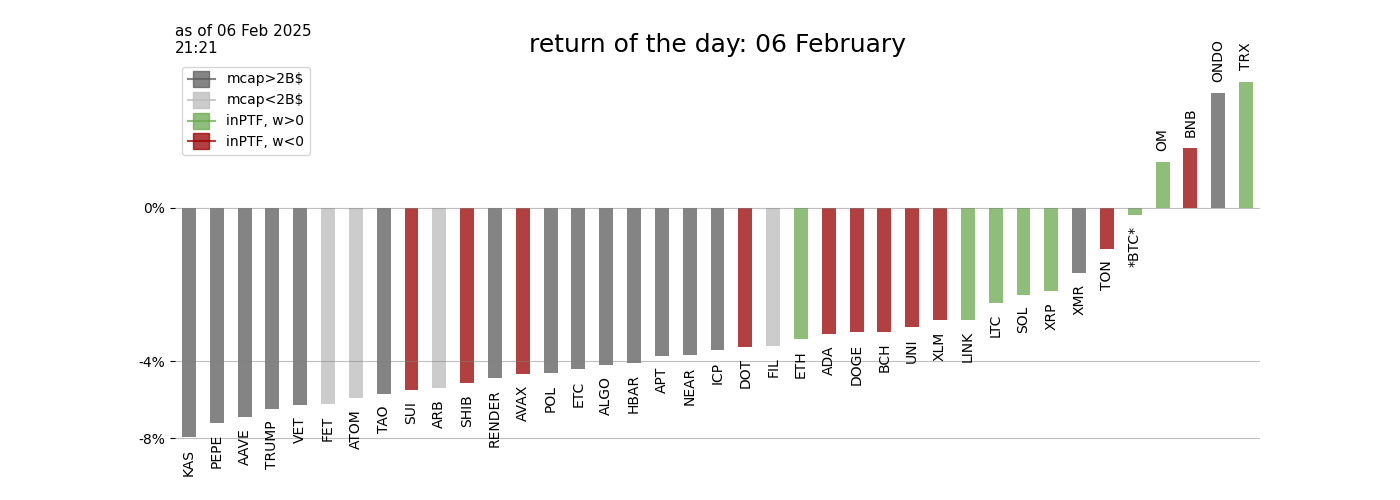 as of 06 Feb 2025
21:21
return of the day: 06 February
mcap>2B$
mcap<2B$
inPTF, w>0
inPTF, w<0
0%
-4%
-8%
KAS
PEPE
AAVE
TRUMP
VET
FET
ATOM
TAO
SUI
ARB
SHIB
RENDER
AVAX
POL
ETC
ALGO
HBAR
APT
NEAR
ICP
DOT
FIL
ETH
ADA
DOGE
BCH
UNI
XLM
LINK
LTC
SOL
XRP
XMR
TON
*BTC*
OM
BNB
ONDO
TRX